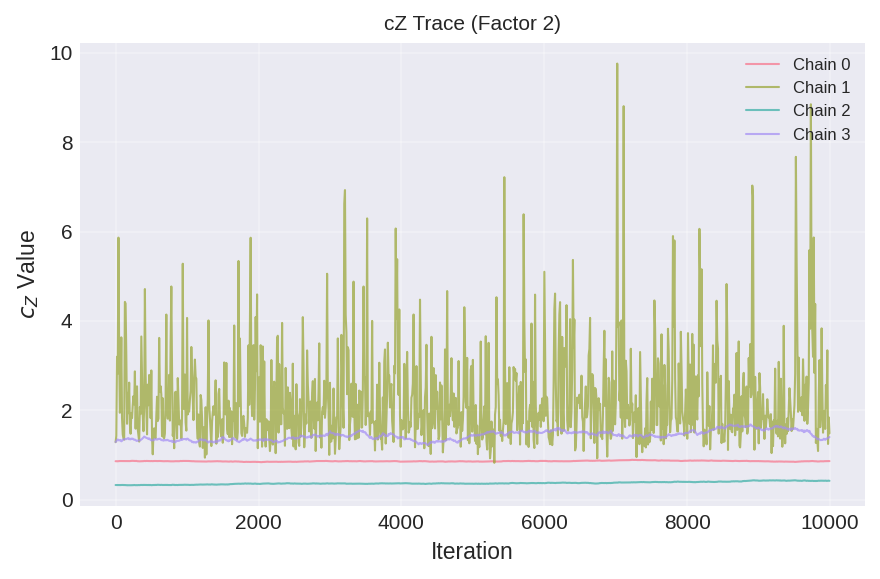 cZ Trace (Factor 2)
10
8
6
4
2
0
c_Z Value
Chain 0
Chain 1
Chain 2
Chain 3
0 2000 4000 6000 8000 10000
Iteration